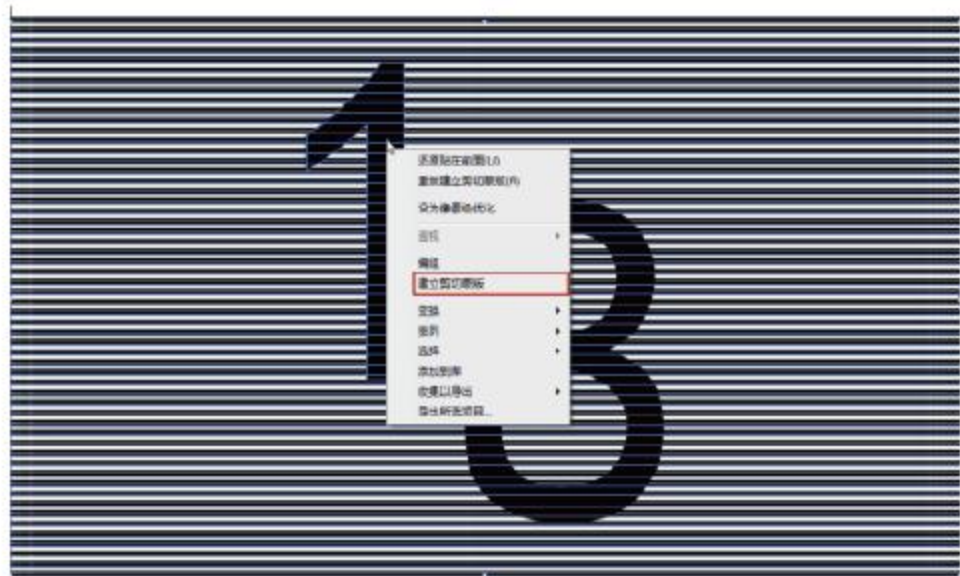 1
3
还原贴在前面(U)
重做建立剪切蒙版(R)
设为像素级优化
透视
编组
建立剪切蒙版
变换
排列
选择
添加到库
收集以导出
导出所选项目...